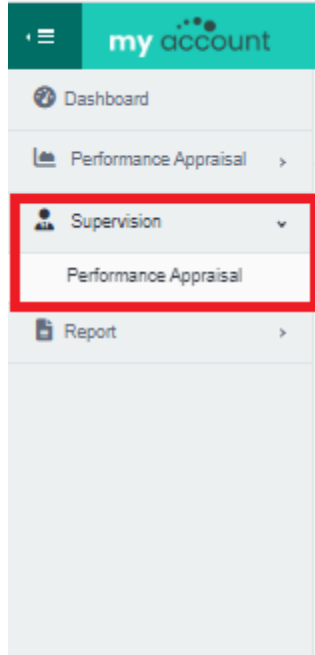 my account
Dashboard
Performance Appraisal
Supervision
Performance Appraisal
Report